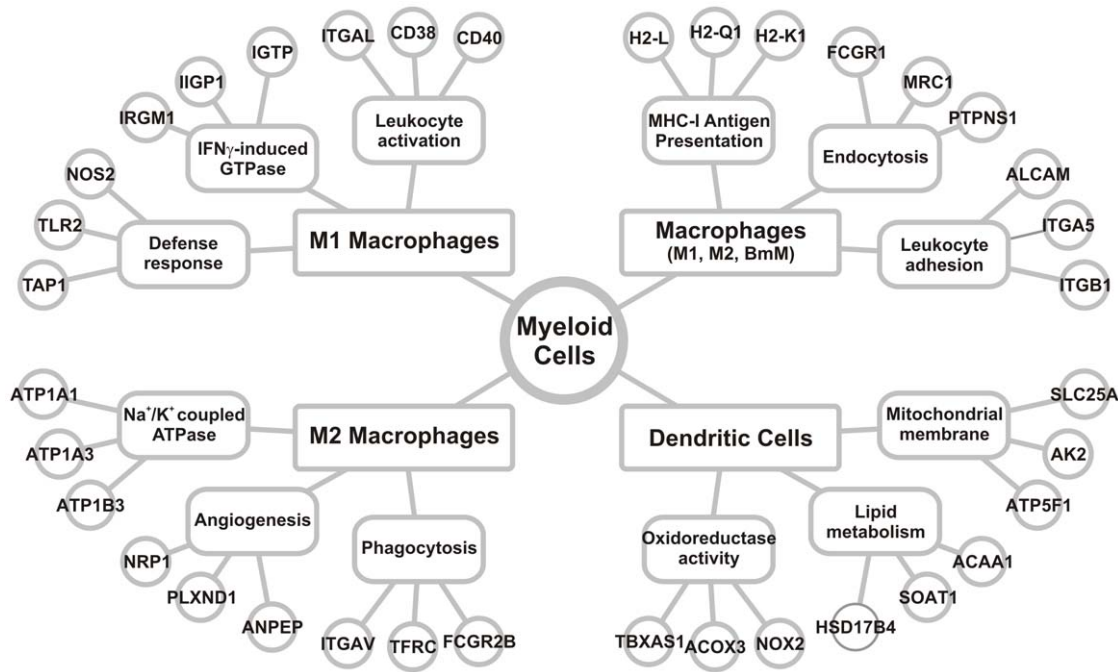 ITGAL
CD38
CD40
IGTP
IIGP1
IRGM1
Leukocyte
activation
IFNγ-induced
GTPase
NOS2
TLR2
TAP1
Defense
response
M1 Macrophages
H2-L
H2-Q1
H2-K1
FCGR1
MRC1
PTPNS1
MHC-I Antigen
Presentation
Endocytosis
ALCAM
ITGA5
ITGB1
Leukocyte
adhesion
Macrophages
(M1, M2, BmM)
Myeloid
Cells
ATP1A1
ATP1A3
ATP1B3
Na⁺/K⁺ coupled
ATPase
M2 Macrophages
Angiogenesis
Phagocytosis
NRP1
PLXND1
ANPEP
ITGAV
TFRC
FCGR2B
Dendritic Cells
Mitochondrial
membrane
SLC25A
AK2
ATP5F1
Oxidoreductase
activity
Lipid
metabolism
ACAA1
SOAT1
HSD17B4
TBXAS1
ACOX3
NOX2